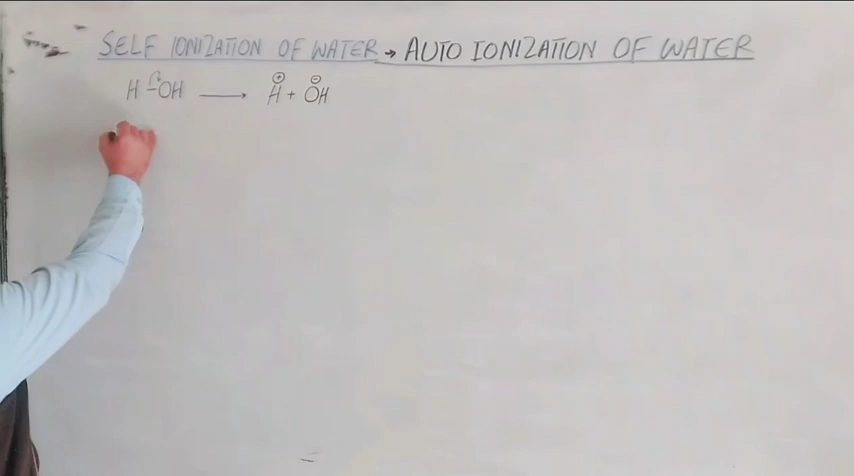 SELF IONIZATION OF WATER → AUTO IONIZATION OF WATER
H–OH ⟶ H⊕ + OH⊖